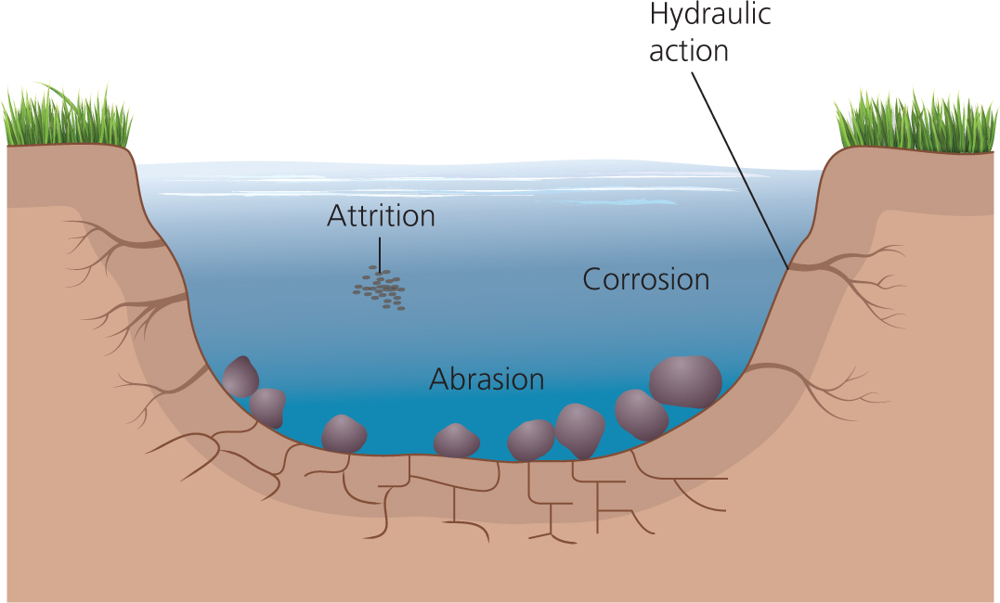 Hydraulic
action
Attrition
Corrosion
Abrasion